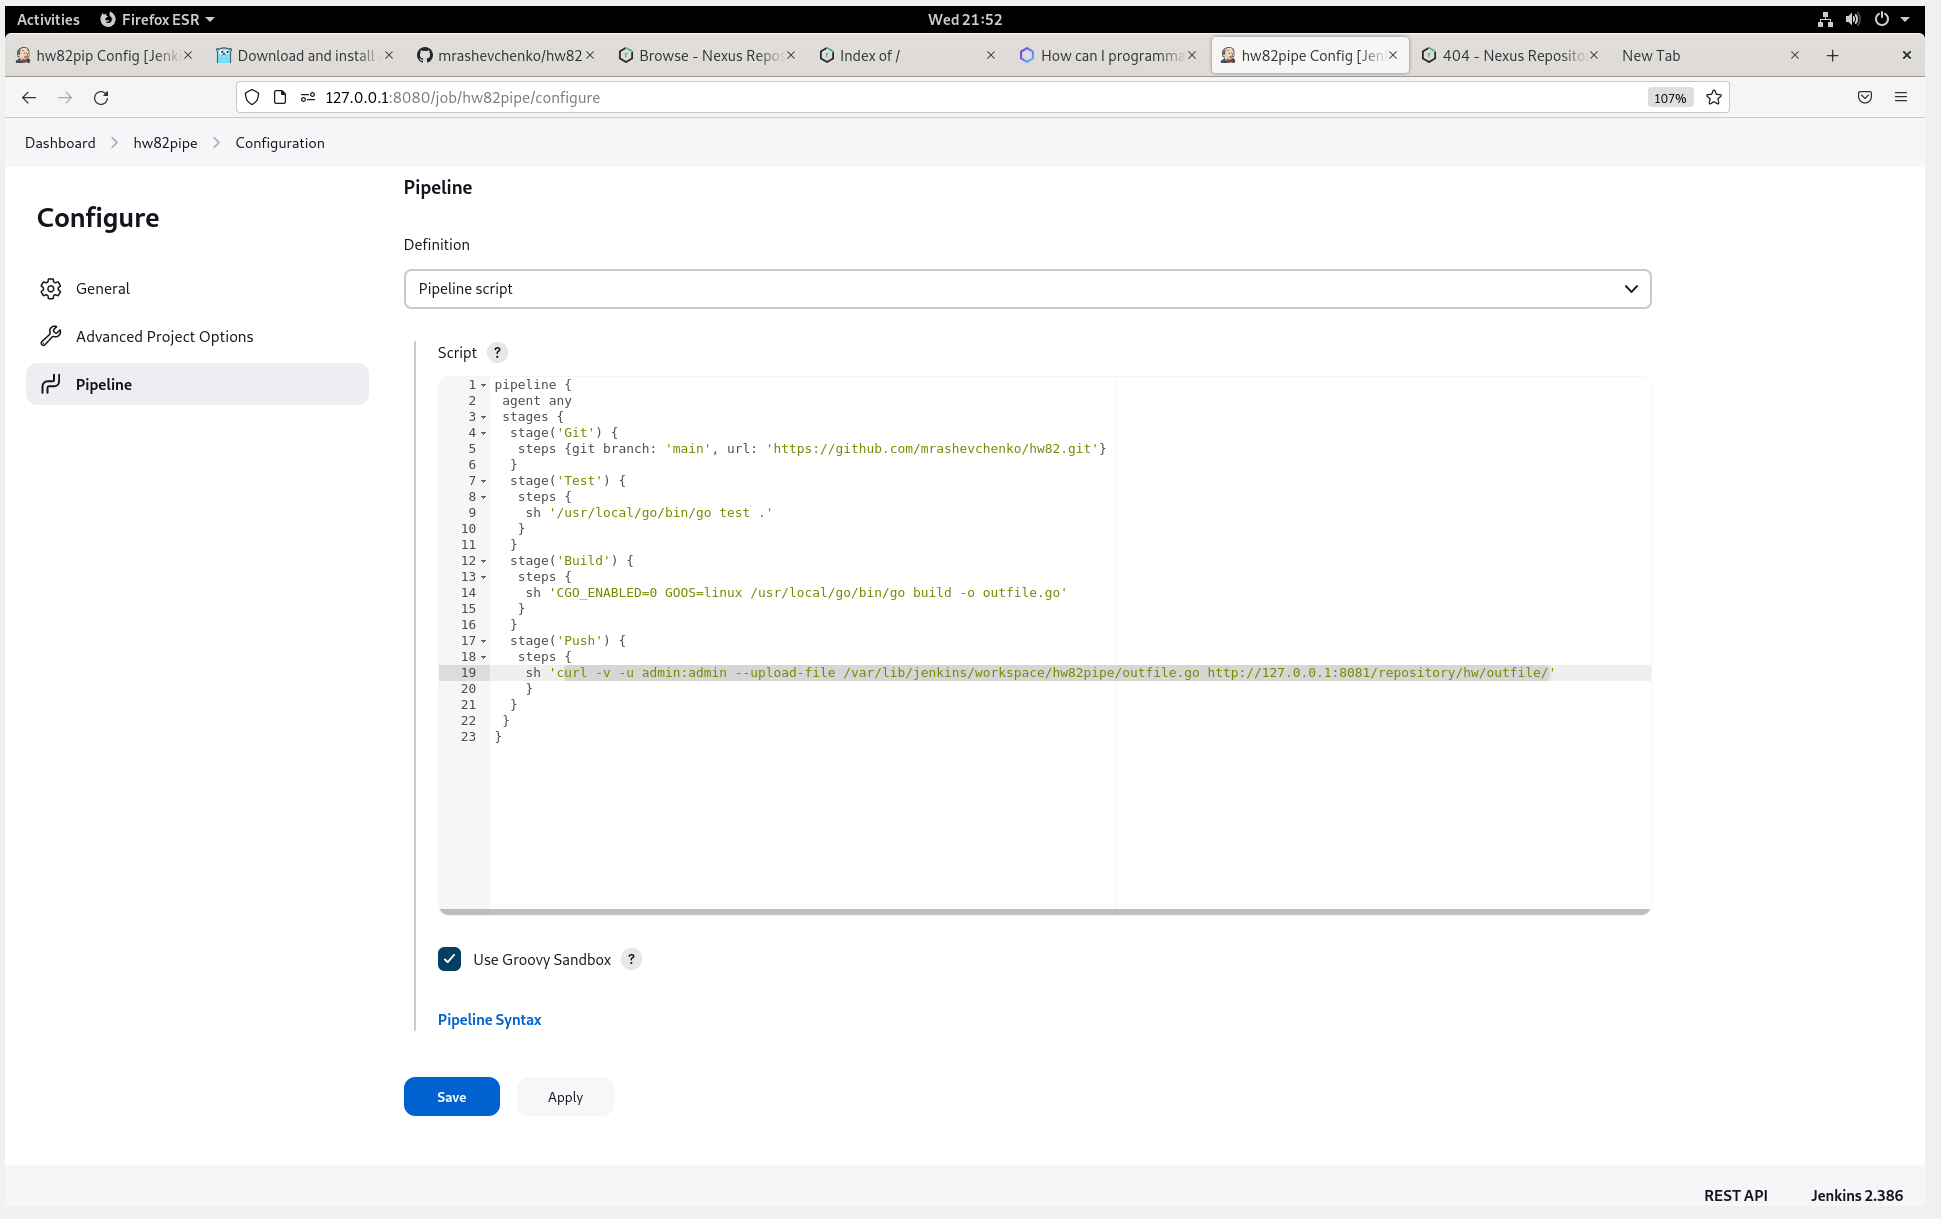 Activities Firefox ESR Wed 21:52
hw82pip Config [Jenki Download and install - mrashevchenko/hw82 Browse - Nexus Repos Index of / How can I programma hw82pipe Config [Jen 404 - Nexus Reposito New Tab
127.0.0.1:8080/job/hw82pipe/configure 107%
Dashboard hw82pipe Configuration
Configure
General
Advanced Project Options
Pipeline
Pipeline
Definition
Pipeline script
Script ?
1 pipeline {
2 agent any
3 stages {
4 stage('Git') {
5 steps {git branch: 'main', url: 'https://github.com/mrashevchenko/hw82.git'}
6 }
7 stage('Test') {
8 steps {
9 sh '/usr/local/go/bin/go test .'
10 }
11 }
12 stage('Build') {
13 steps {
14 sh 'CGO_ENABLED=0 GOOS=linux /usr/local/go/bin/go build -o outfile.go'
15 }
16 }
17 stage('Push') {
18 steps {
19 sh 'curl -v -u admin:admin --upload-file /var/lib/jenkins/workspace/hw82pipe/outfile.go http://127.0.0.1:8081/repository/hw/outfile/'
20 }
21 }
22 }
23 }
Use Groovy Sandbox ?
Pipeline Syntax
Save Apply
REST API Jenkins 2.386